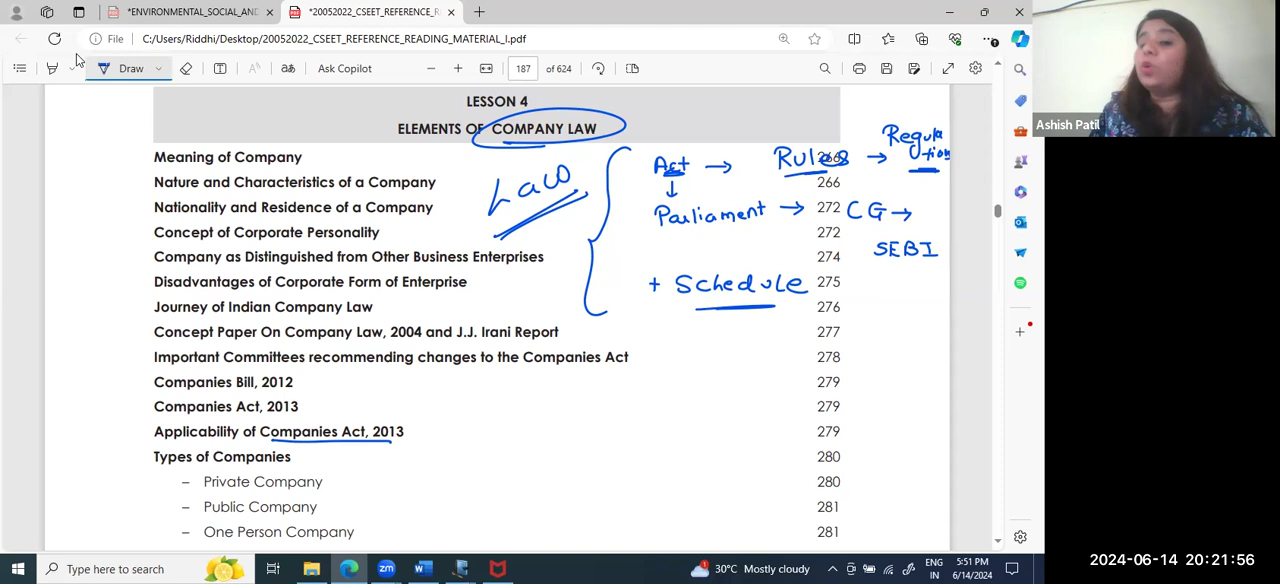 *ENVIRONMENTAL_SOCIAL_AND
*20052022_CSEET_REFERENCE_R
File
C:/Users/Riddhi/Desktop/20052022_CSEET_REFERENCE_READING_MATERIAL_I.pdf
Draw
aあ
Ask Copilot
187 of 624
Ashish Patil
LESSON 4
ELEMENTS OF COMPANY LAW
Meaning of Company 266
Nature and Characteristics of a Company 266
Nationality and Residence of a Company 272
Concept of Corporate Personality 272
Company as Distinguished from Other Business Enterprises 274
Disadvantages of Corporate Form of Enterprise 275
Journey of Indian Company Law 276
Concept Paper On Company Law, 2004 and J.J. Irani Report 277
Important Committees recommending changes to the Companies Act 278
Companies Bill, 2012 279
Companies Act, 2013 279
Applicability of Companies Act, 2013 279
Types of Companies 280
– Private Company 280
– Public Company 281
– One Person Company 281
Law
Act → Rules → Regula
tions
↓
Parliament → CG →
SEBI
+ Schedule
Type here to search
30°C Mostly cloudy
ENG
IN
5:51 PM
6/14/2024
2024-06-14 20:21:56